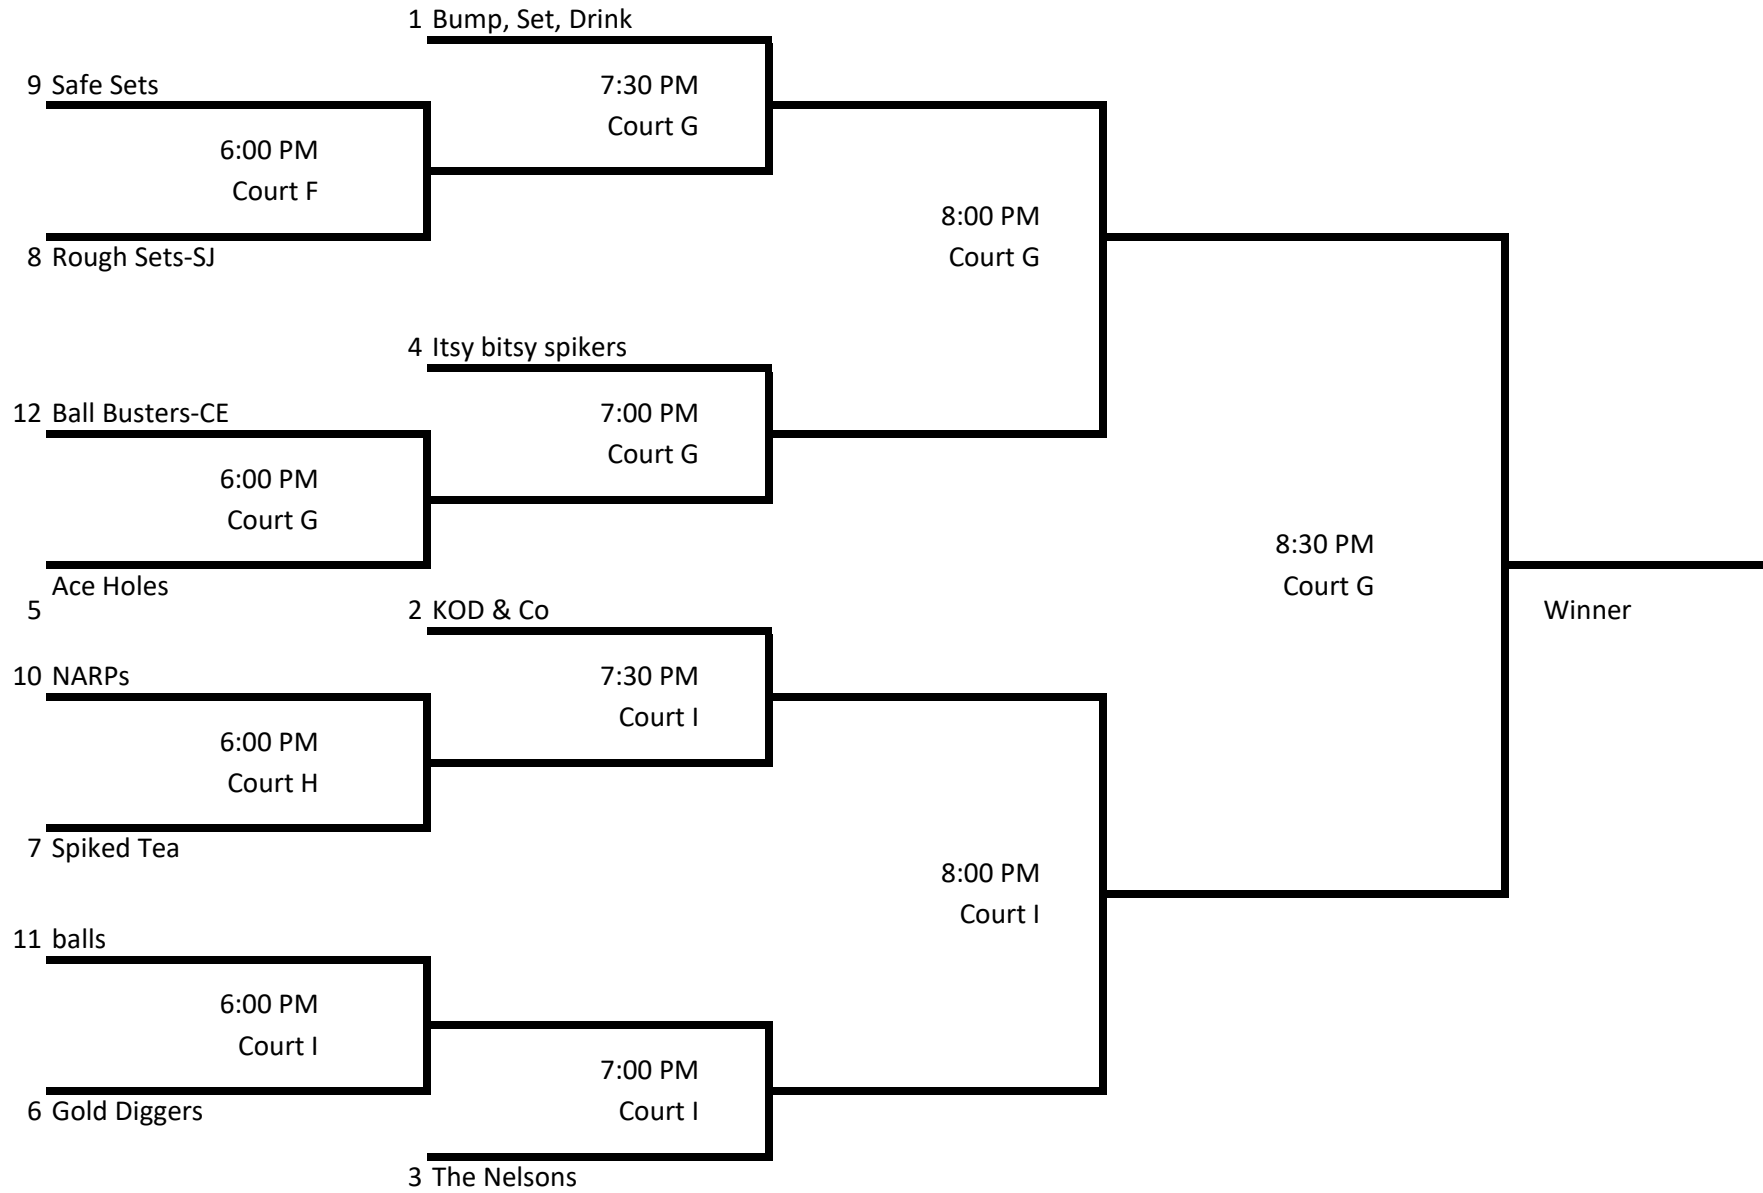 1 Bump, Set, Drink
9 Safe Sets
7:30 PM
Court G
6:00 PM
Court F
8:00 PM
Court G
8 Rough Sets-SJ
4 Itsy bitsy spikers
12 Ball Busters-CE
7:00 PM
Court G
6:00 PM
Court G
8:30 PM
Court G
Ace Holes
5
2 KOD & Co
Winner
10 NARPs
7:30 PM
Court I
6:00 PM
Court H
7 Spiked Tea
8:00 PM
Court I
11 balls
6:00 PM
Court I
7:00 PM
Court I
6 Gold Diggers
3 The Nelsons